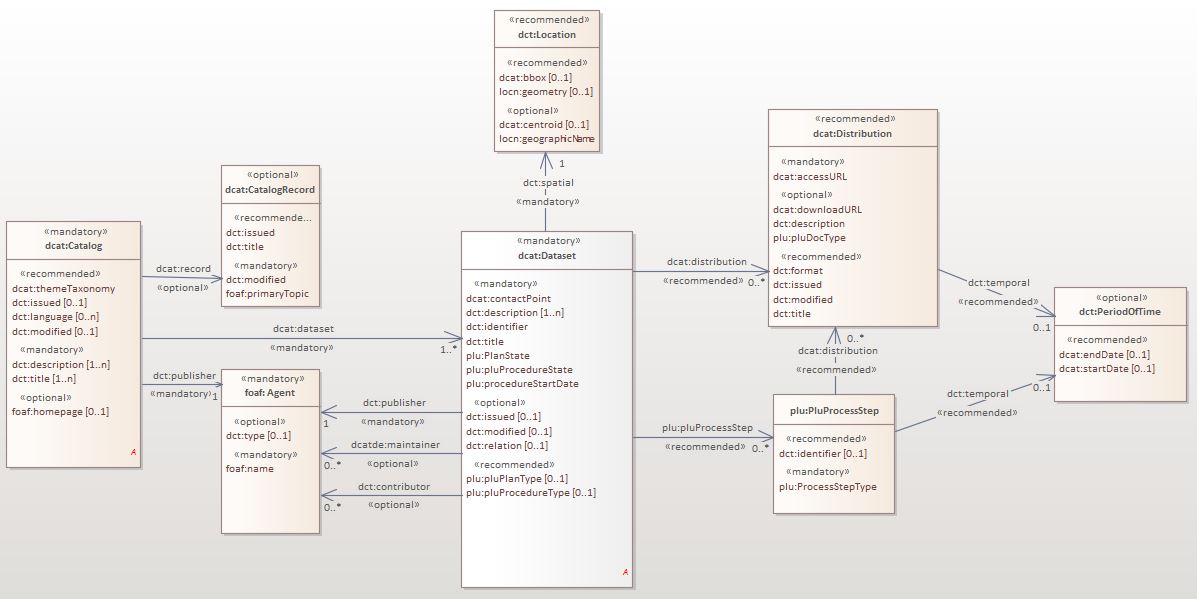 «recommended»
dct:Location
«recommended»
dcat:bbox [0..1]
locn:geometry [0..1]
«optional»
dcat:centroid [0..1]
locn:geographicName
1
dct:spatial
«mandatory»
«optional»
dcat:CatalogRecord
«recommende...
dct:issued
dct:title
«mandatory»
dct:modified
foaf:primaryTopic
«mandatory»
dcat:Catalog
«recommended»
dcat:themeTaxonomy
dct:issued [0..1]
dct:language [0..n]
dct:modified [0..1]
«mandatory»
dct:description [1..n]
dct:title [1..n]
«optional»
foaf:homepage [0..1]
A
dcat:record
«optional»
dcat:dataset
«mandatory»
1..*
dct:publisher
«mandatory»
1
«mandatory»
foaf: Agent
«optional»
dct:type [0..1]
«mandatory»
foaf:name
dct:publisher
1
«mandatory»
dcatde:maintainer
0..*
«optional»
dct:contributor
0..*
«optional»
«mandatory»
dcat:Dataset
«mandatory»
dcat:contactPoint
dct:description [1..n]
dct:identifier
dct:title
plu:PlanState
plu:pluProcedureState
plu:procedureStartDate
«optional»
dct:issued [0..1]
dct:modified [0..1]
dct:relation [0..1]
«recommended»
plu:pluPlanType [0..1]
plu:pluProcedureType [0..1]
A
dcat:distribution
«recommended»
0..*
plu:pluProcessStep
«recommended»
0..*
«recommended»
dcat:Distribution
«mandatory»
dcat:accessURL
«optional»
dcat:downloadURL
dct:description
plu:pluDocType
«recommended»
dct:format
dct:issued
dct:modified
dct:title
0..*
dcat:distribution
«recommended»
plu:PluProcessStep
«recommended»
dct:identifier [0..1]
«mandatory»
plu:ProcessStepType
dct:temporal
«recommended»
0..1
dct:temporal
0..1
«recommended»
«optional»
dct:PeriodOfTime
«recommended»
dcat:endDate [0..1]
dcat:startDate [0..1]